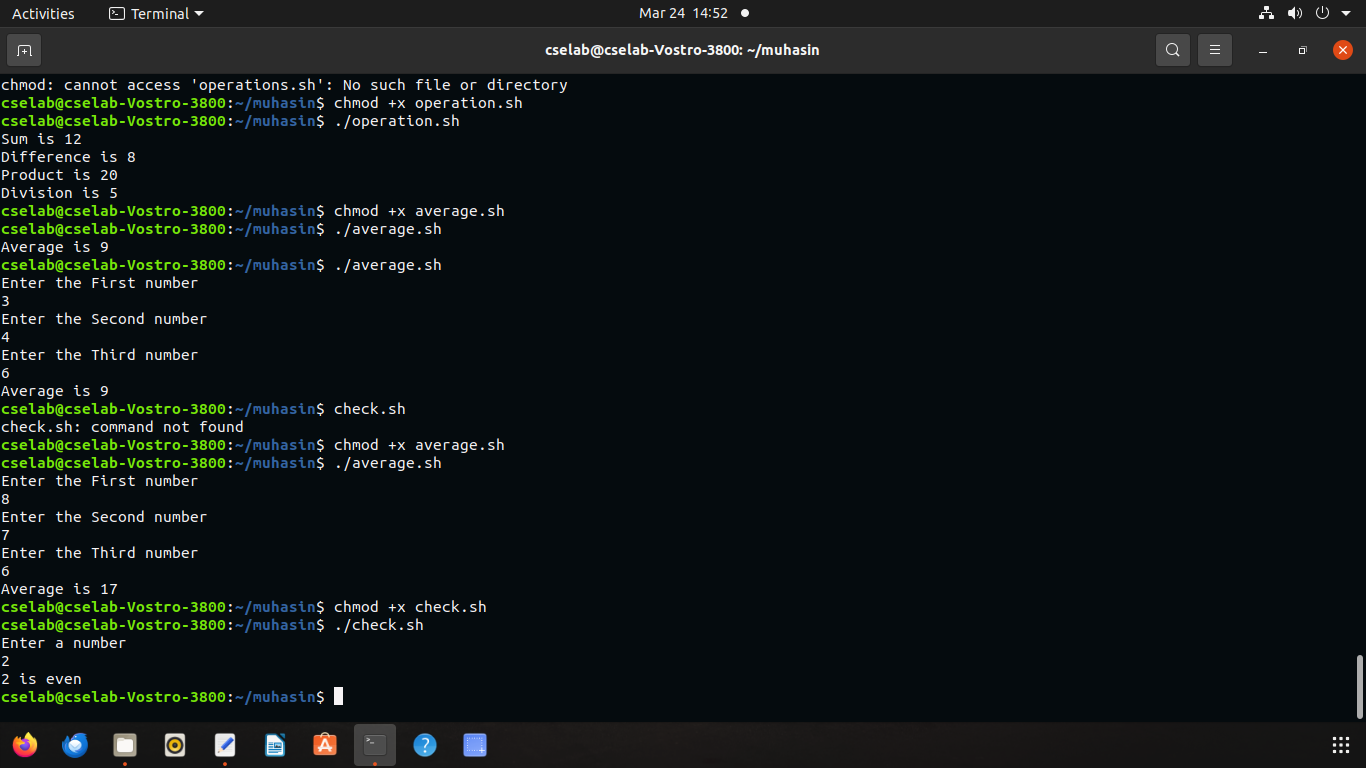 Activities
Terminal
Mar 24 14:52
cselab@cselab-Vostro-3800: ~/muhasin
chmod: cannot access 'operations.sh': No such file or directory
cselab@cselab-Vostro-3800:~/muhasin$ chmod +x operation.sh
cselab@cselab-Vostro-3800:~/muhasin$ ./operation.sh
Sum is 12
Difference is 8
Product is 20
Division is 5
cselab@cselab-Vostro-3800:~/muhasin$ chmod +x average.sh
cselab@cselab-Vostro-3800:~/muhasin$ ./average.sh
Average is 9
cselab@cselab-Vostro-3800:~/muhasin$ ./average.sh
Enter the First number
3
Enter the Second number
4
Enter the Third number
6
Average is 9
cselab@cselab-Vostro-3800:~/muhasin$ check.sh
check.sh: command not found
cselab@cselab-Vostro-3800:~/muhasin$ chmod +x average.sh
cselab@cselab-Vostro-3800:~/muhasin$ ./average.sh
Enter the First number
8
Enter the Second number
7
Enter the Third number
6
Average is 17
cselab@cselab-Vostro-3800:~/muhasin$ chmod +x check.sh
cselab@cselab-Vostro-3800:~/muhasin$ ./check.sh
Enter a number
2
2 is even
cselab@cselab-Vostro-3800:~/muhasin$